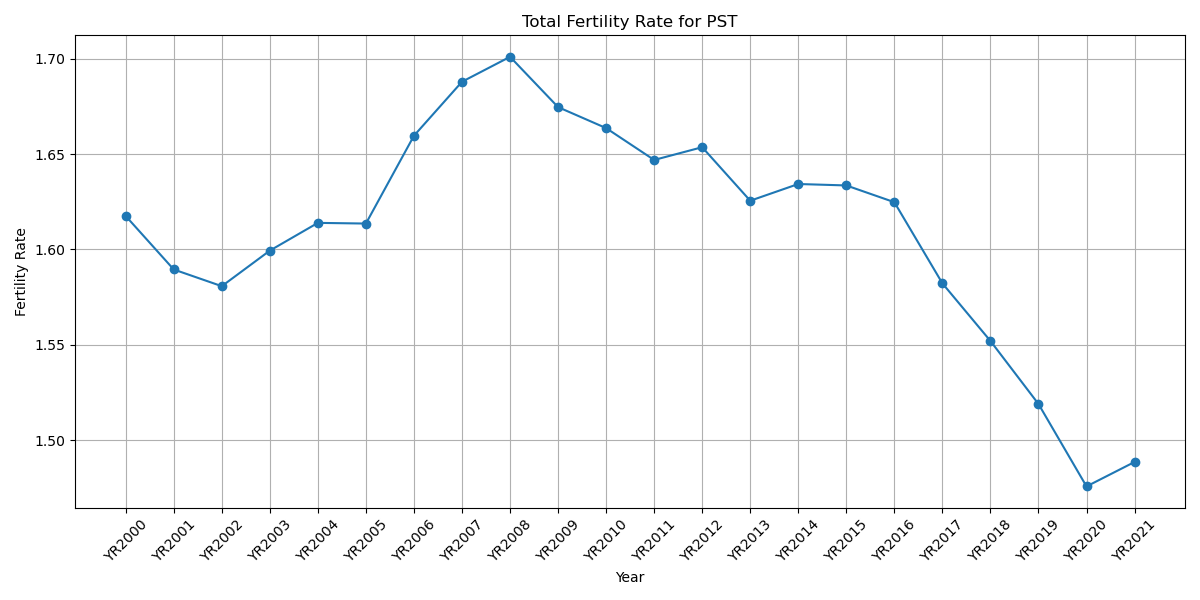 Total Fertility Rate for PST
Fertility Rate
1.70
1.65
1.60
1.55
1.50
YR2000
YR2001
YR2002
YR2003
YR2004
YR2005
YR2006
YR2007
YR2008
YR2009
YR2010
YR2011
YR2012
YR2013
YR2014
YR2015
YR2016
YR2017
YR2018
YR2019
YR2020
YR2021
Year